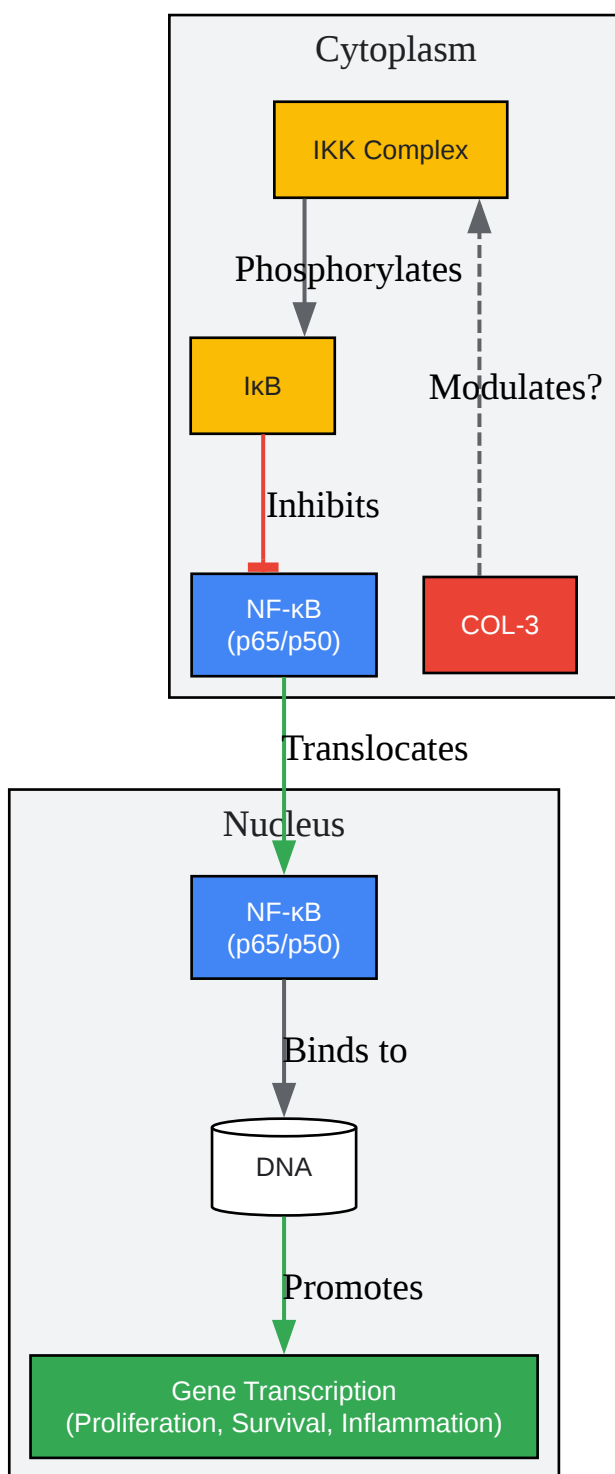 Cytoplasm
IKK Complex
Phosphorylates
IκB
Modulates?
Inhibits
NF-κB
(p65/p50)
COL-3
Translocates
Nucleus
NF-κB
(p65/p50)
Binds to
DNA
Promotes
Gene Transcription
(Proliferation, Survival, Inflammation)